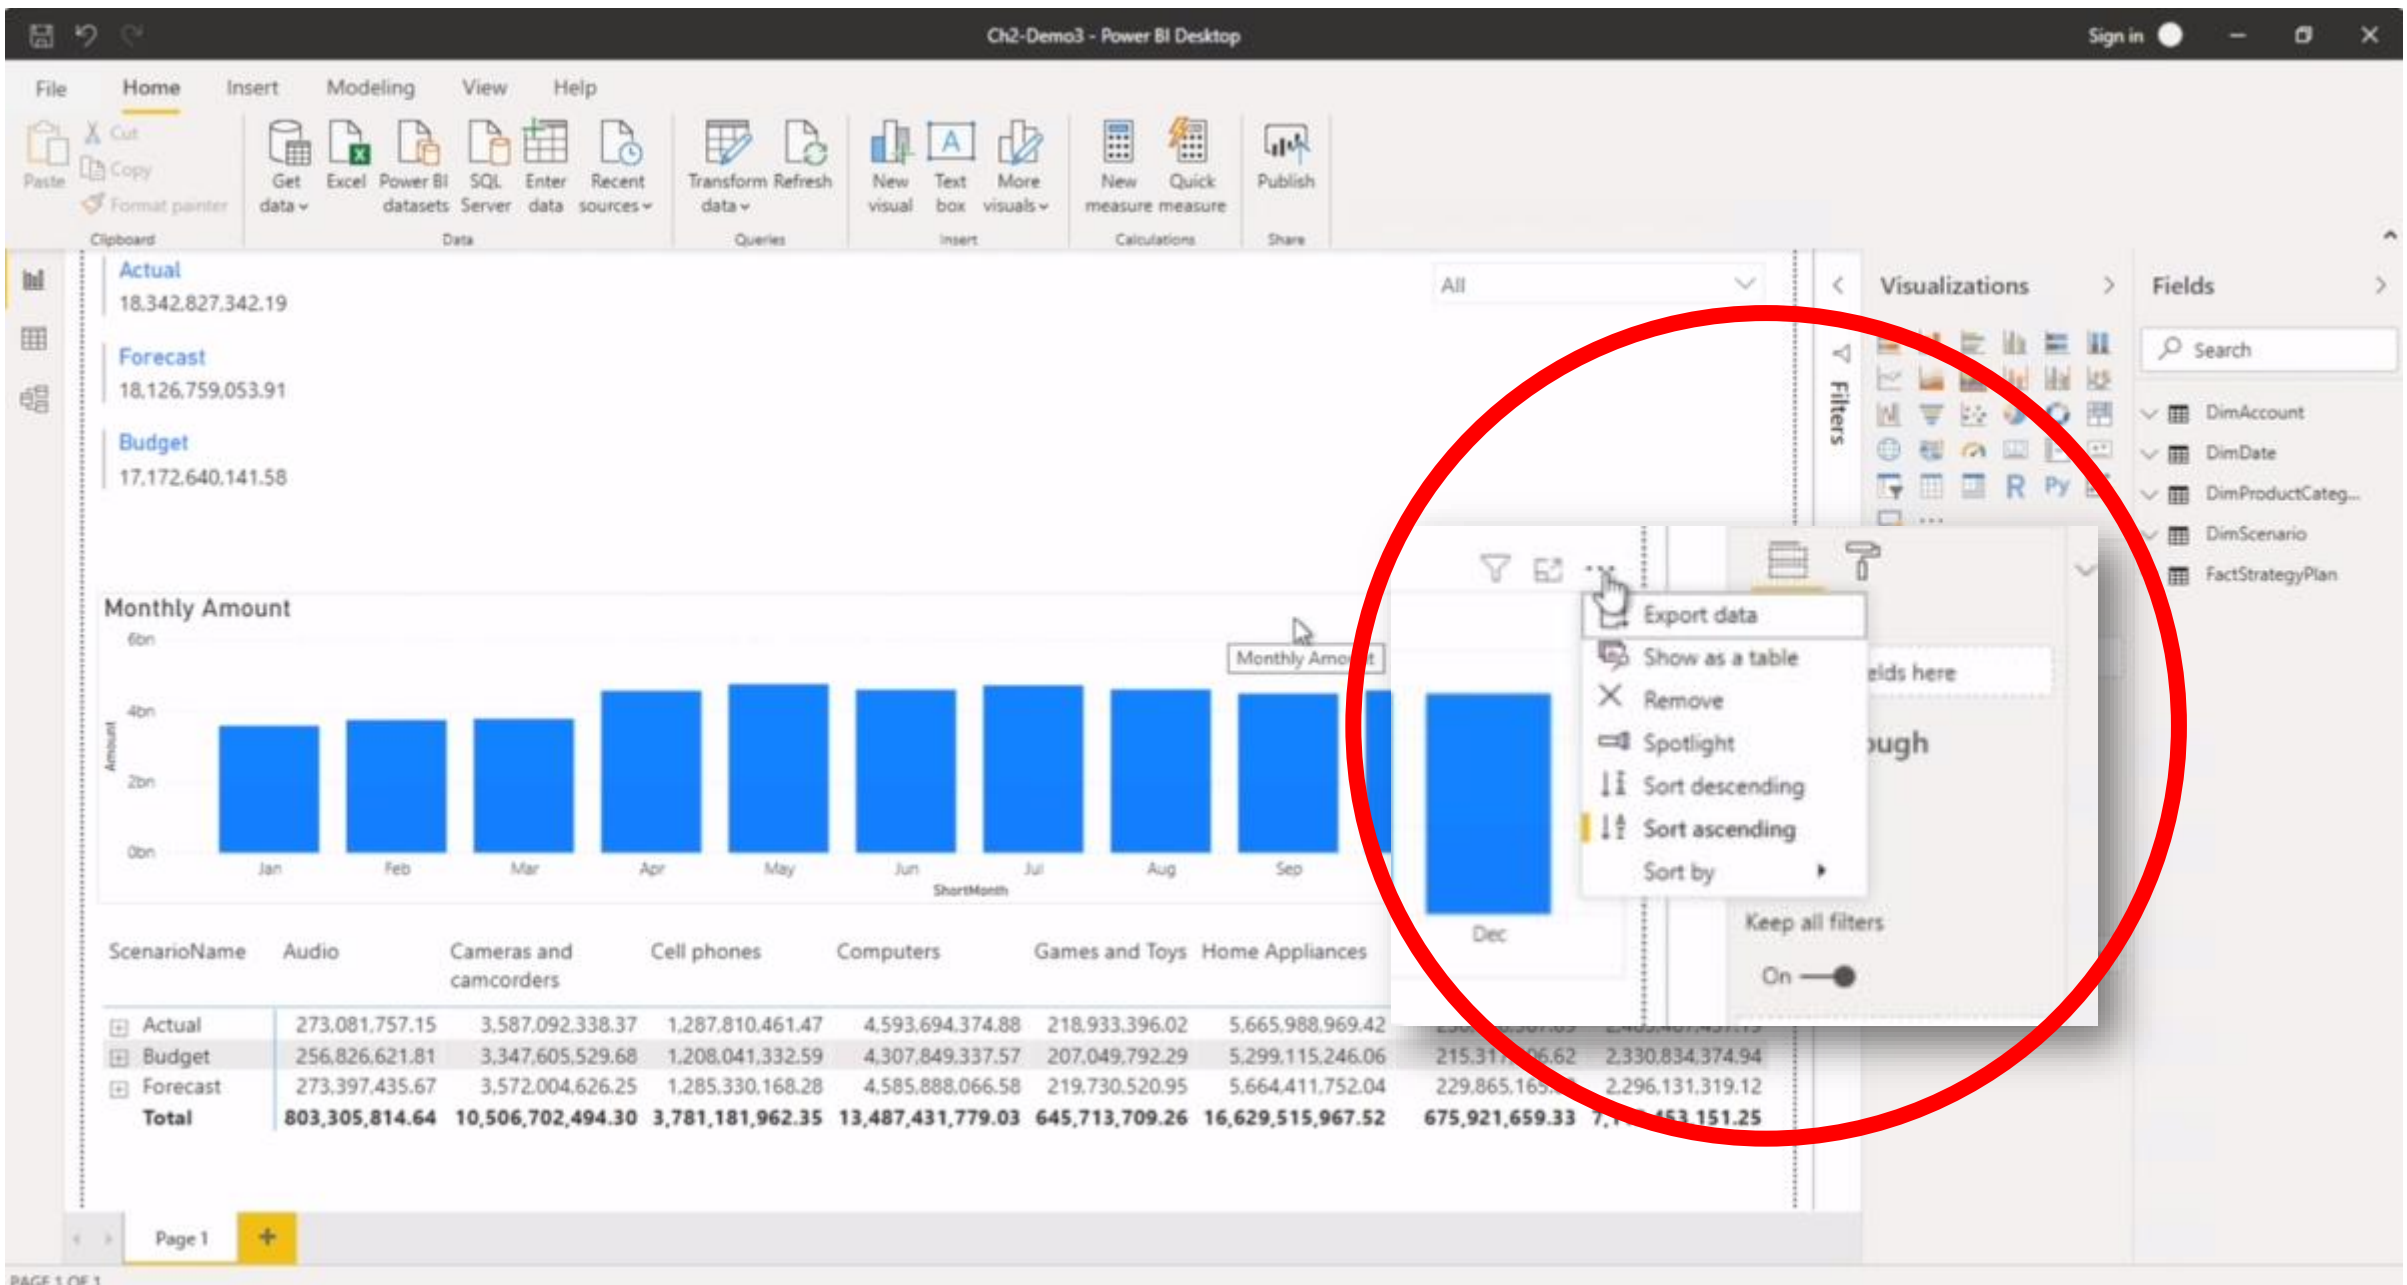 Ch2-Demo3 - Power BI Desktop
Sign in
File Home Insert Modeling View Help
Paste
Cut
Copy
Format painter
Clipboard
Get data
Excel
Power BI datasets
SQL Server
Enter data
Recent sources
Data
Transform data
Refresh
Queries
New visual
Text box
More visuals
Insert
New measure
Quick measure
Calculations
Publish
Share
Actual
18,342,827,342.19
Forecast
18,126,759,053.91
Budget
17,172,640,141.58
All
Filters
Visualizations
R Py
Fields
Search
DimAccount
DimDate
DimProductCateg...
DimScenario
FactStrategyPlan
Monthly Amount
6bn
4bn
2bn
0bn
Amount
Jan Feb Mar Apr May Jun Jul Aug Sep
ShortMonth
Monthly Amo
Dec
Export data
Show as a table
Remove
Spotlight
Sort descending
Sort ascending
Sort by
elds here
ough
Keep all filters
On
ScenarioName Audio Cameras and camcorders Cell phones Computers Games and Toys Home Appliances
Actual 273,081,757.15 3,587,092,338.37 1,287,810,461.47 4,593,694,374.88 218,933,396.02 5,665,988,969.42
Budget 256,826,621.81 3,347,605,529.68 1,208,041,332.59 4,307,849,337.57 207,049,792.29 5,299,115,246.06 2,330,834,374.94
Forecast 273,397,435.67 3,572,004,626.25 1,285,330,168.28 4,585,888,066.58 219,730,520.95 5,664,411,752.04 2,296,131,319.12
Total 803,305,814.64 10,506,702,494.30 3,781,181,962.35 13,487,431,779.03 645,713,709.26 16,629,515,967.52 675,921,659.33
Page 1
PAGE 1 OF 1